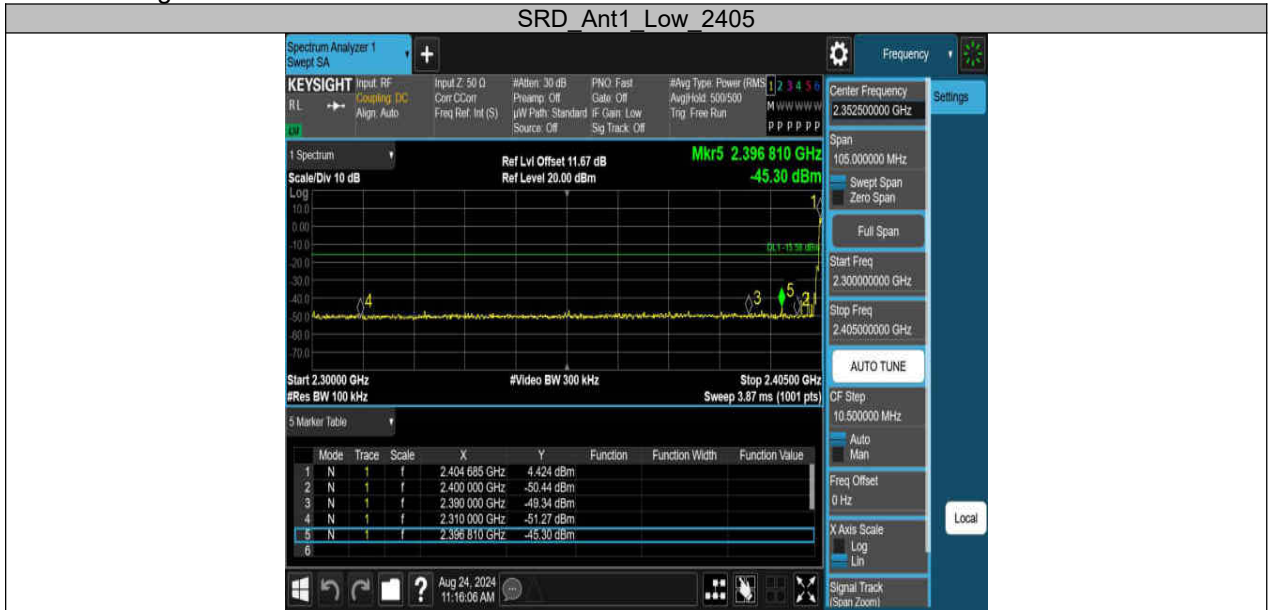 SRD_Ant1_Low_2405
Spectrum Analyzer 1
Swept SA
+
Frequency
KEYSIGHT
RL
LM
Input: RF
Coupling: DC
Align: Auto
Input Z: 50 Ω
Corr CCorr
Freq Ref: Int (S)
#Atten: 30 dB
Preamp: Off
µW Path: Standard
Source: Off
PNO: Fast
Gate: Off
IF Gain: Low
Sig Track: Off
#Avg Type: Power (RMS
Avg|Hold: 500/500
Trig: Free Run
1 2 3 4 5 6
M W W W W W
P P P P P P
Center Frequency
2.352500000 GHz
Settings
1 Spectrum
Ref Lvl Offset 11.67 dB
Mkr5 2.396 810 GHz
Scale/Div 10 dB
Ref Level 20.00 dBm
-45.30 dBm
Span
105.000000 MHz
Swept Span
Zero Span
Full Span
Log
10.0
0.00
-10.0
-20.0
-30.0
-40.0
-50.0
-60.0
-70.0
1
DL1 -15.58 dBm
4
3
5
2
Start Freq
2.300000000 GHz
Stop Freq
2.405000000 GHz
AUTO TUNE
Start 2.30000 GHz
#Video BW 300 kHz
Stop 2.40500 GHz
#Res BW 100 kHz
Sweep 3.87 ms (1001 pts)
CF Step
10.500000 MHz
Auto
Man
5 Marker Table
Mode Trace Scale X Y Function Function Width Function Value
1 N 1 f 2.404 685 GHz 4.424 dBm
2 N 1 f 2.400 000 GHz -50.44 dBm
3 N 1 f 2.390 000 GHz -49.34 dBm
4 N 1 f 2.310 000 GHz -51.27 dBm
5 N 1 f 2.396 810 GHz -45.30 dBm
6
Freq Offset
0 Hz
X Axis Scale
Log
Lin
Local
Signal Track
(Span Zoom)
?
Aug 24, 2024
11:16:06 AM